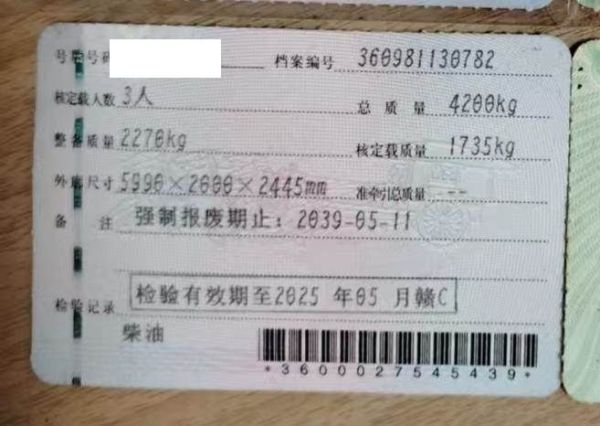 号牌号码 档案编号 360981130782
核定载人数 3人 总质量 4200kg
整备质量 2270kg 核定载质量 1735kg
外廓尺寸 5990×2000×2445mm 准牵引总质量 --
备注 强制报废期止：2039-05-11
检验记录 检验有效期至2025 年05 月赣C
柴油
*3600027545439*